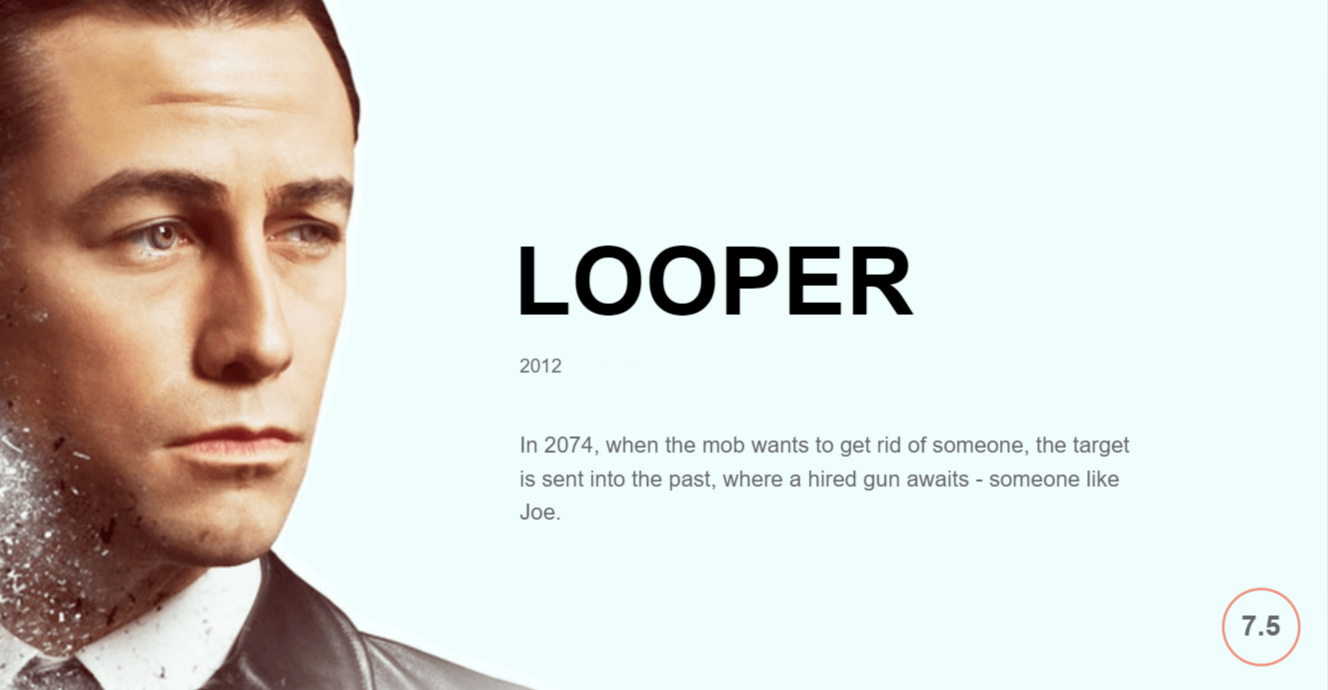 LOOPER
2012
In 2074, when the mob wants to get rid of someone, the target
is sent into the past, where a hired gun awaits - someone like
Joe.
7.5